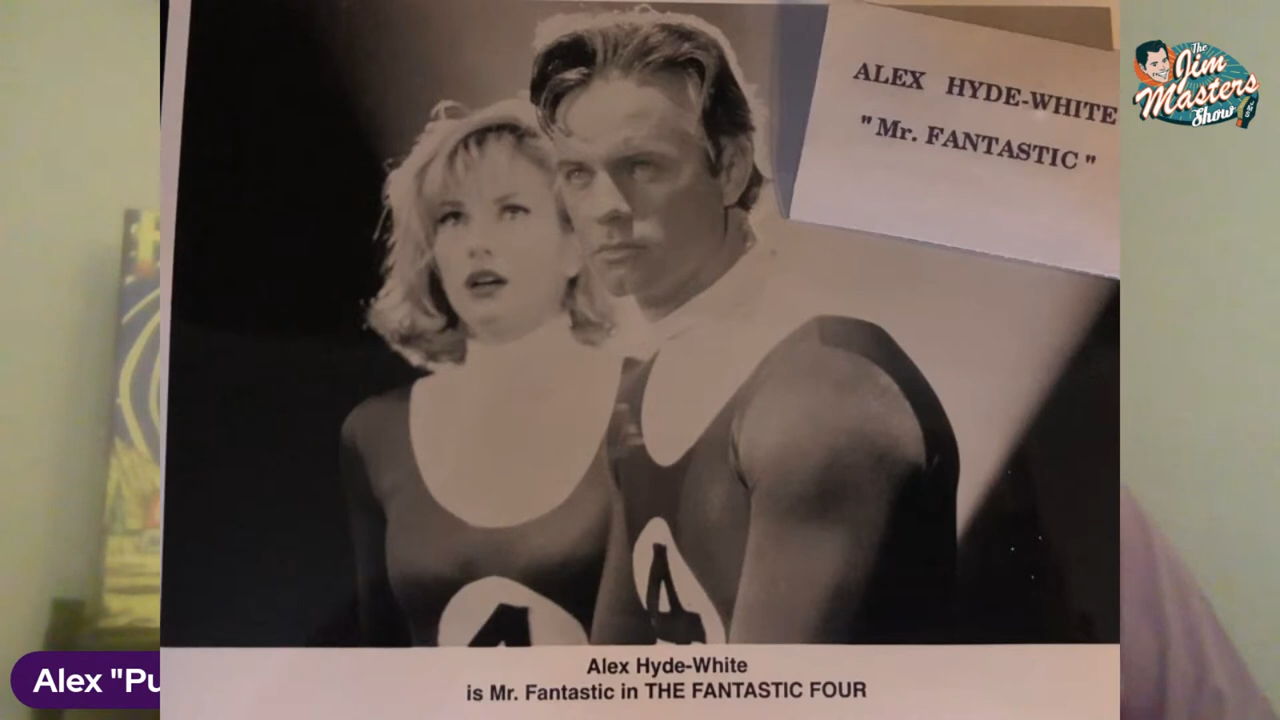 The
Jim
Masters
Show
ALEX HYDE-WHITE
"Mr. FANTASTIC"
4
Alex Hyde-White
is Mr. Fantastic in THE FANTASTIC FOUR
Alex "Pu